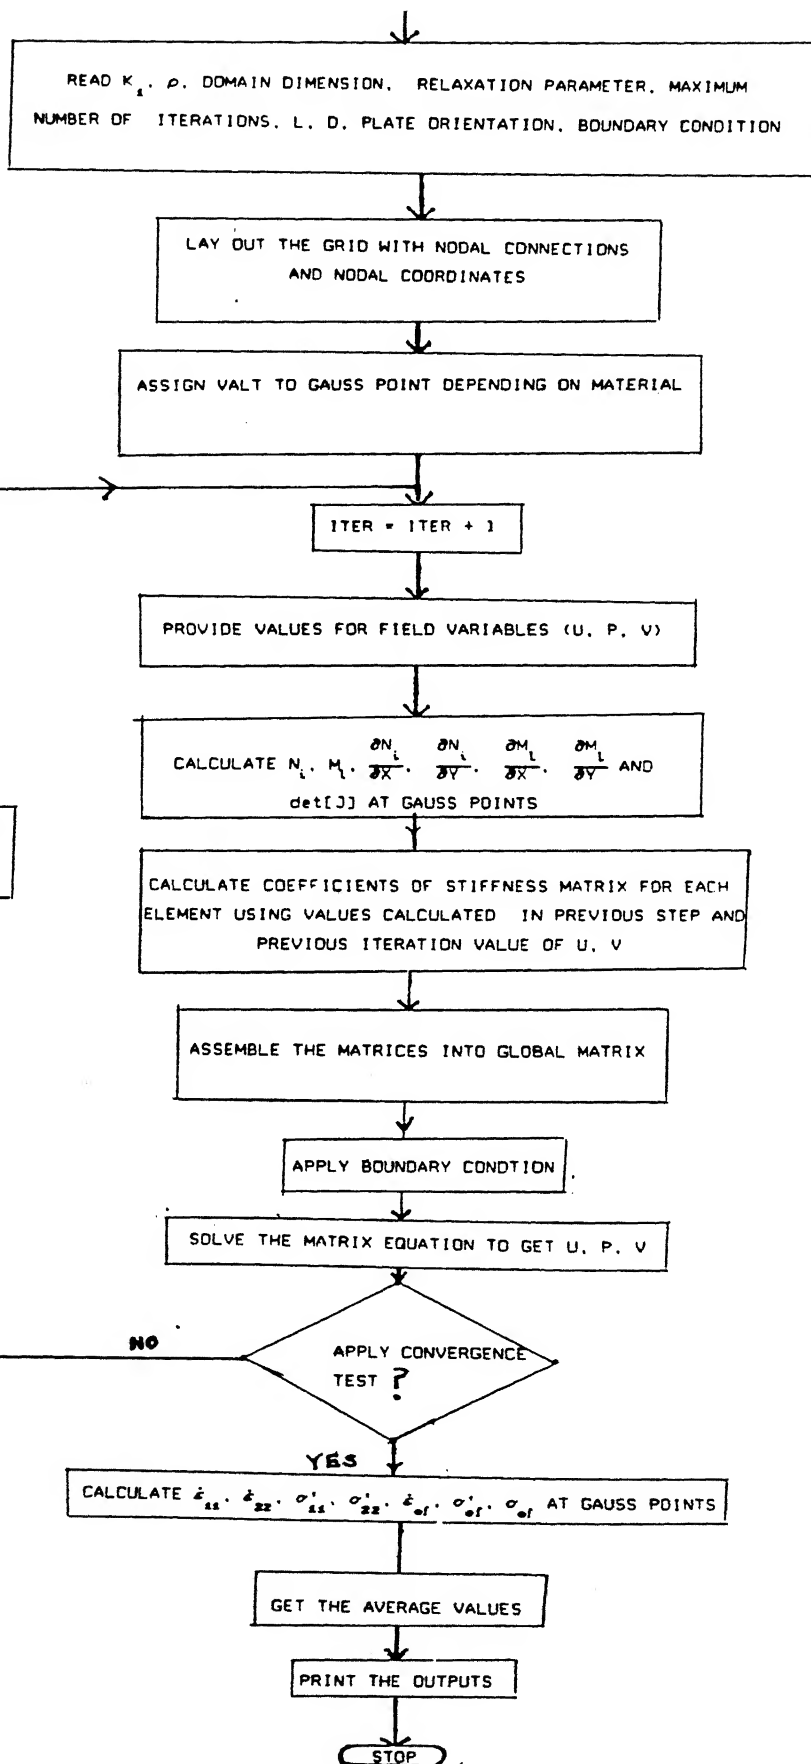 READ K₁, ρ, DOMAIN DIMENSION, RELAXATION PARAMETER, MAXIMUM
NUMBER OF ITERATIONS, L, D, PLATE ORIENTATION, BOUNDARY CONDITION
LAY OUT THE GRID WITH NODAL CONNECTIONS
AND NODAL COORDINATES
ASSIGN VALT TO GAUSS POINT DEPENDING ON MATERIAL
ITER = ITER + 1
PROVIDE VALUES FOR FIELD VARIABLES (U, P, V)
CALCULATE Nᵢ, Mₗ, ∂Nᵢ/∂X, ∂Nᵢ/∂Y, ∂Mₗ/∂X, ∂Mₗ/∂Y AND
det[J] AT GAUSS POINTS
CALCULATE COEFFICIENTS OF STIFFNESS MATRIX FOR EACH
ELEMENT USING VALUES CALCULATED IN PREVIOUS STEP AND
PREVIOUS ITERATION VALUE OF U, V
ASSEMBLE THE MATRICES INTO GLOBAL MATRIX
APPLY BOUNDARY CONDTION
SOLVE THE MATRIX EQUATION TO GET U, P, V
NO
APPLY CONVERGENCE
TEST ?
YES
CALCULATE ε̇₁₁, ε̇₂₂, σ'₁₁, σ'₂₂, ε̇ef, σ'ef, σef AT GAUSS POINTS
GET THE AVERAGE VALUES
PRINT THE OUTPUTS
STOP